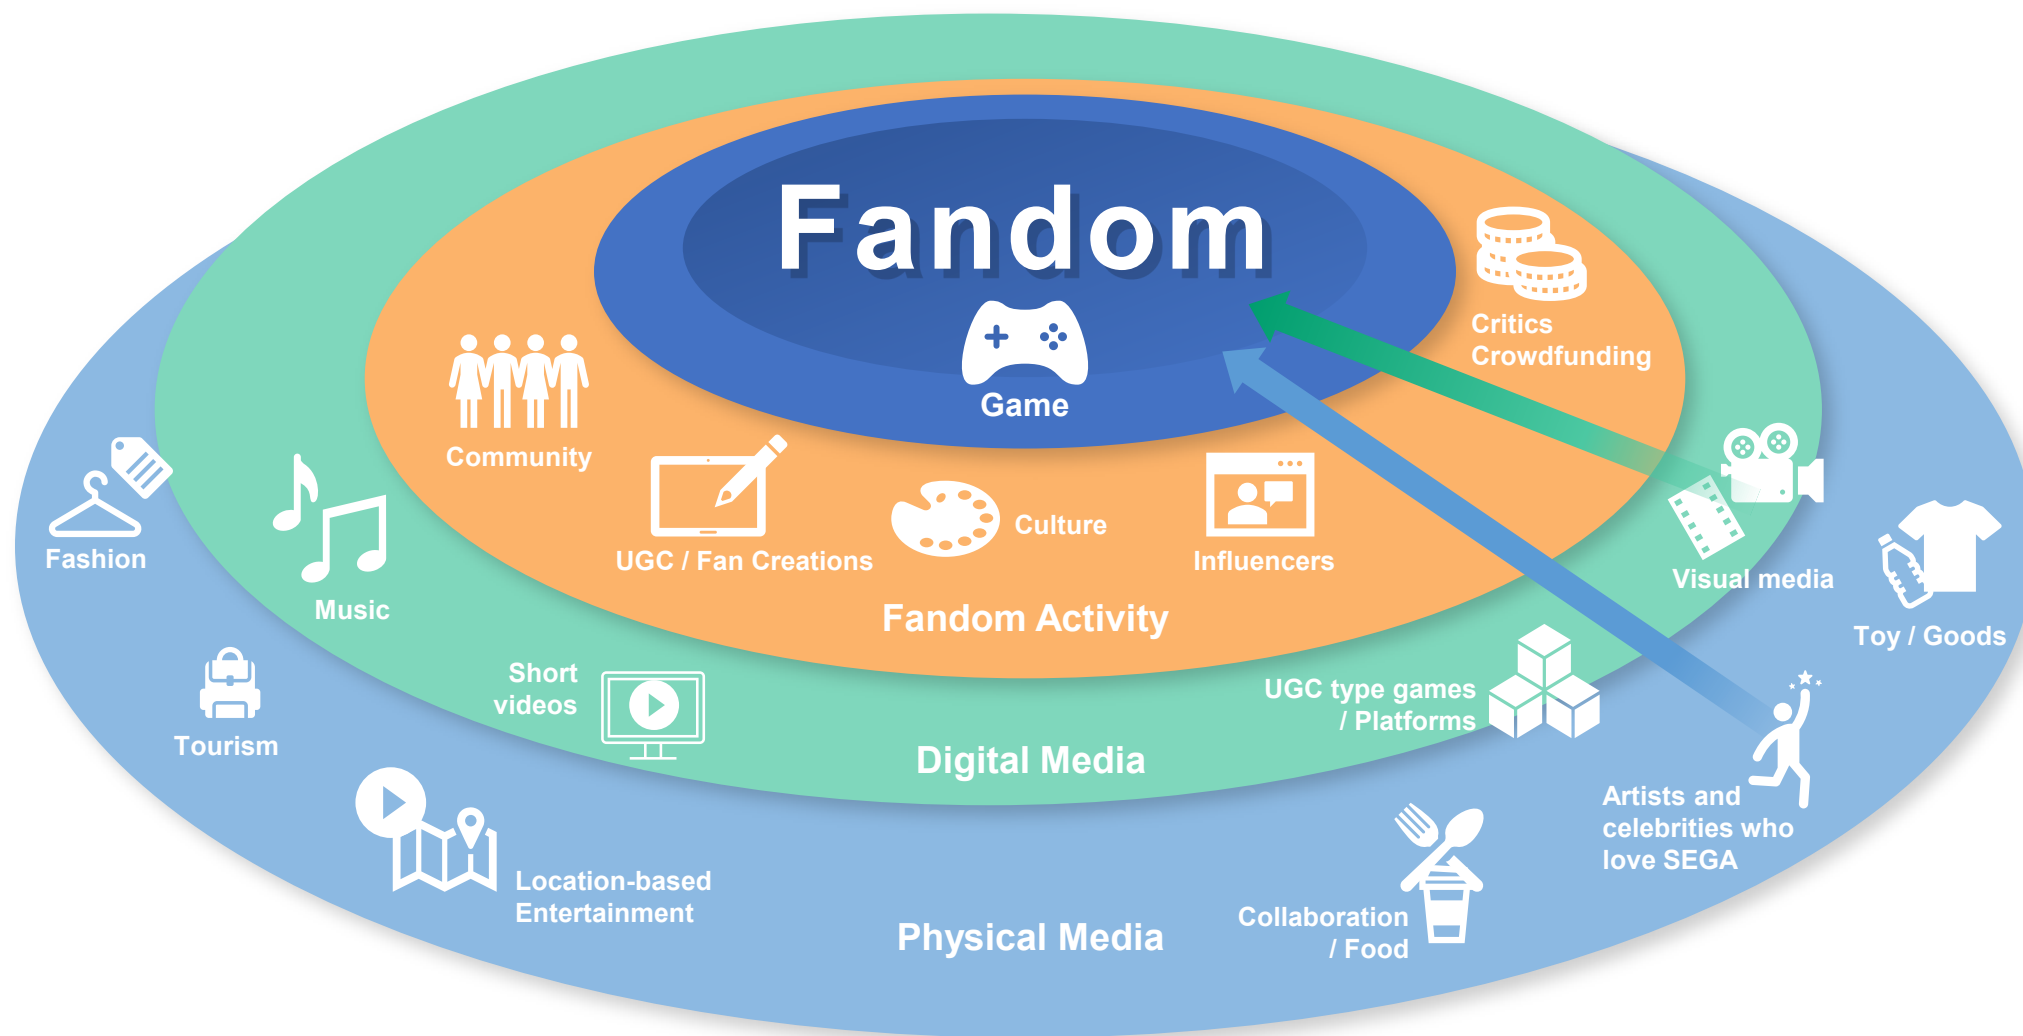 Fandom
Game
Critics
Crowdfunding
Community
UGC / Fan Creations
Culture
Influencers
Fandom Activity
Fashion
Music
Visual media
Toy / Goods
Short
videos
UGC type games
/ Platforms
Tourism
Digital Media
Artists and
celebrities who
love SEGA
Location-based
Entertainment
Physical Media
Collaboration
/ Food